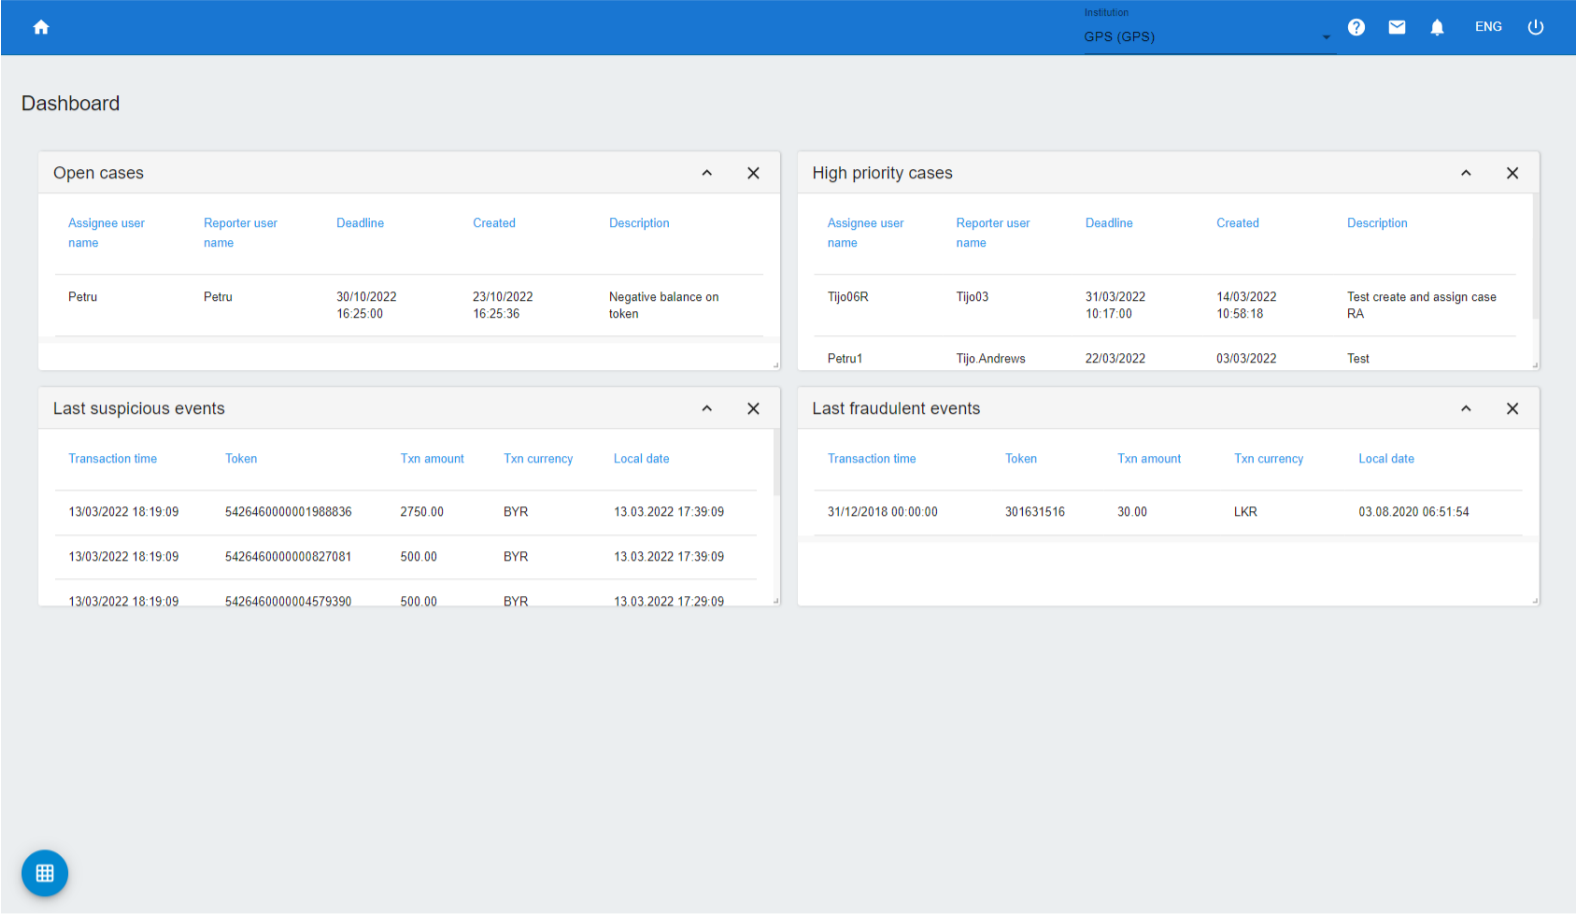 Institution
GPS (GPS)
ENG
Dashboard
Open cases
Assignee user name Reporter user name Deadline Created Description
Petru Petru 30/10/2022 16:25:00 23/10/2022 16:25:36 Negative balance on token
High priority cases
Assignee user name Reporter user name Deadline Created Description
Tijo06R Tijo03 31/03/2022 10:17:00 14/03/2022 10:58:18 Test create and assign case RA
Petru1 Tijo.Andrews 22/03/2022 03/03/2022 Test
Last suspicious events
Transaction time Token Txn amount Txn currency Local date
13/03/2022 18:19:09 5426460000001988836 2750.00 BYR 13.03.2022 17:39:09
13/03/2022 18:19:09 5426460000000827081 500.00 BYR 13.03.2022 17:39:09
13/03/2022 18:19:09 5426460000004579390 500.00 BYR 13.03.2022 17:29:09
Last fraudulent events
Transaction time Token Txn amount Txn currency Local date
31/12/2018 00:00:00 301631516 30.00 LKR 03.08.2020 06:51:54